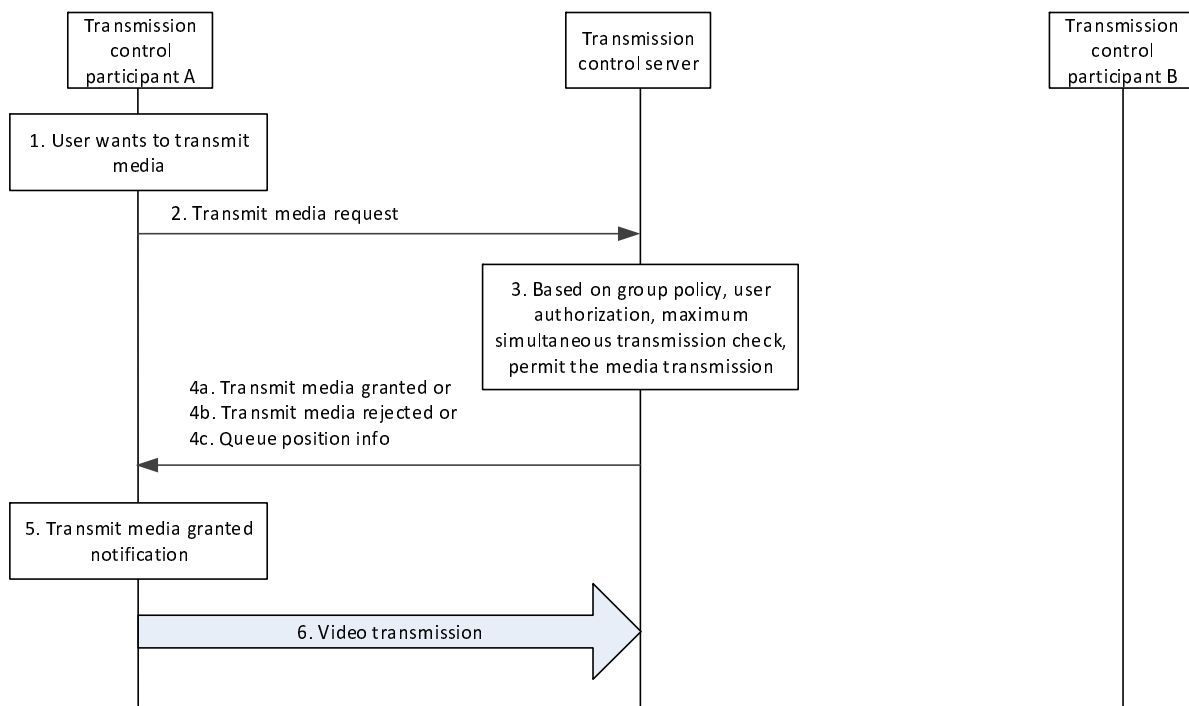 Transmission
control
participant A
Transmission
control server
Transmission
control
participant B
1. User wants to transmit
media
2. Transmit media request
3. Based on group policy, user
authorization, maximum
simultaneous transmission check,
permit the media transmission
4a. Transmit media granted or
4b. Transmit media rejected or
4c. Queue position info
5. Transmit media granted
notification
6. Video transmission